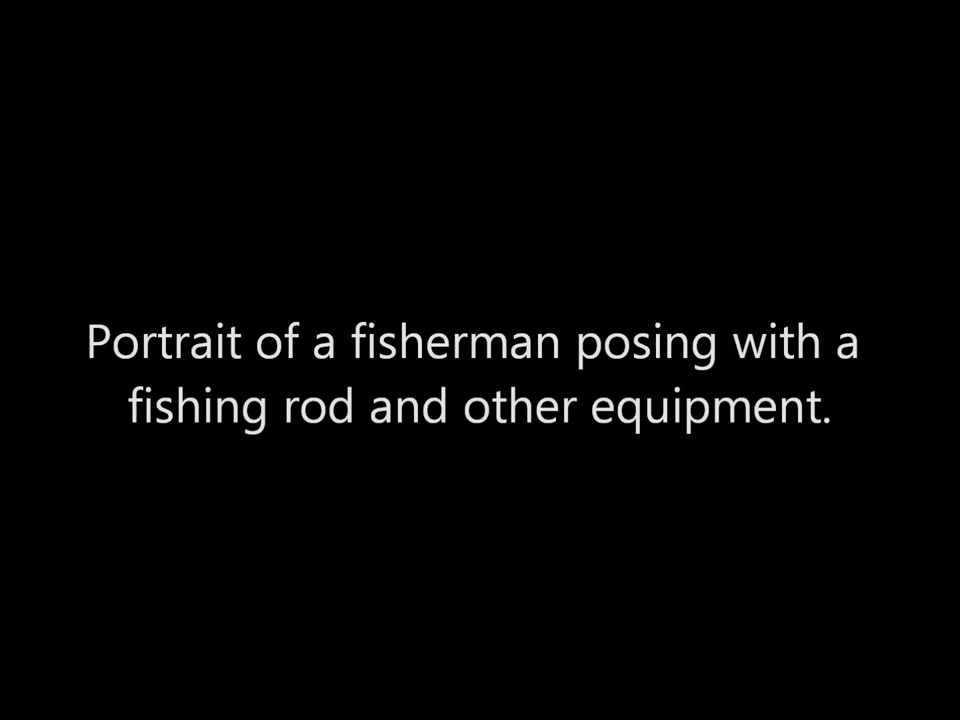 Portrait of a fisherman posing with a
fishing rod and other equipment.